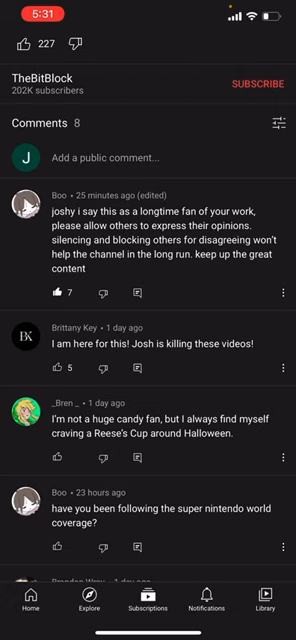 5:31
227
TheBitBlock
202K subscribers
SUBSCRIBE
Comments 8
J
Add a public comment...
Boo • 25 minutes ago (edited)
joshy i say this as a longtime fan of your work,
please allow others to express their opinions.
silencing and blocking others for disagreeing won't
help the channel in the long run. keep up the great
content
7
BK
Brittany Key • 1 day ago
I am here for this! Josh is killing these videos!
5
_Bren _ • 1 day ago
I'm not a huge candy fan, but I always find myself
craving a Reese's Cup around Halloween.
Boo • 23 hours ago
have you been following the super nintendo world
coverage?
Home
Explore
Subscriptions
Notifications
Library